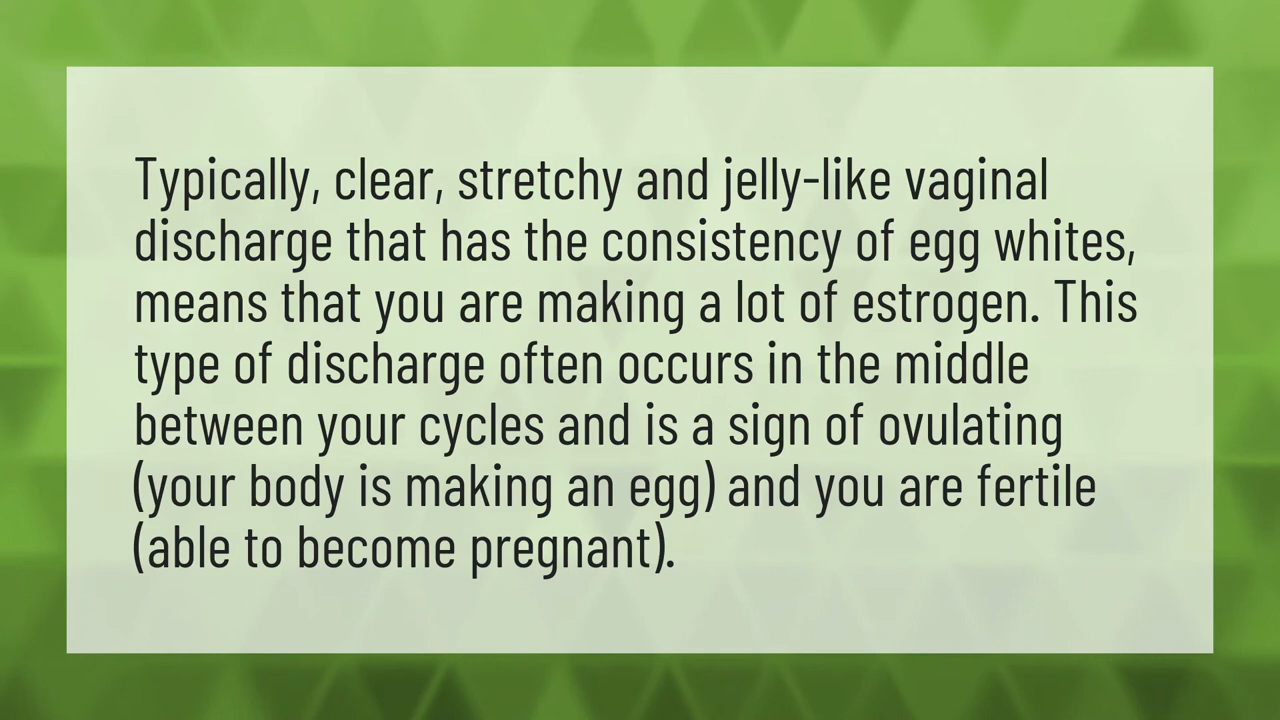 Typically, clear, stretchy and jelly-like vaginal
discharge that has the consistency of egg whites,
means that you are making a lot of estrogen. This
type of discharge often occurs in the middle
between your cycles and is a sign of ovulating
(your body is making an egg) and you are fertile
(able to become pregnant).